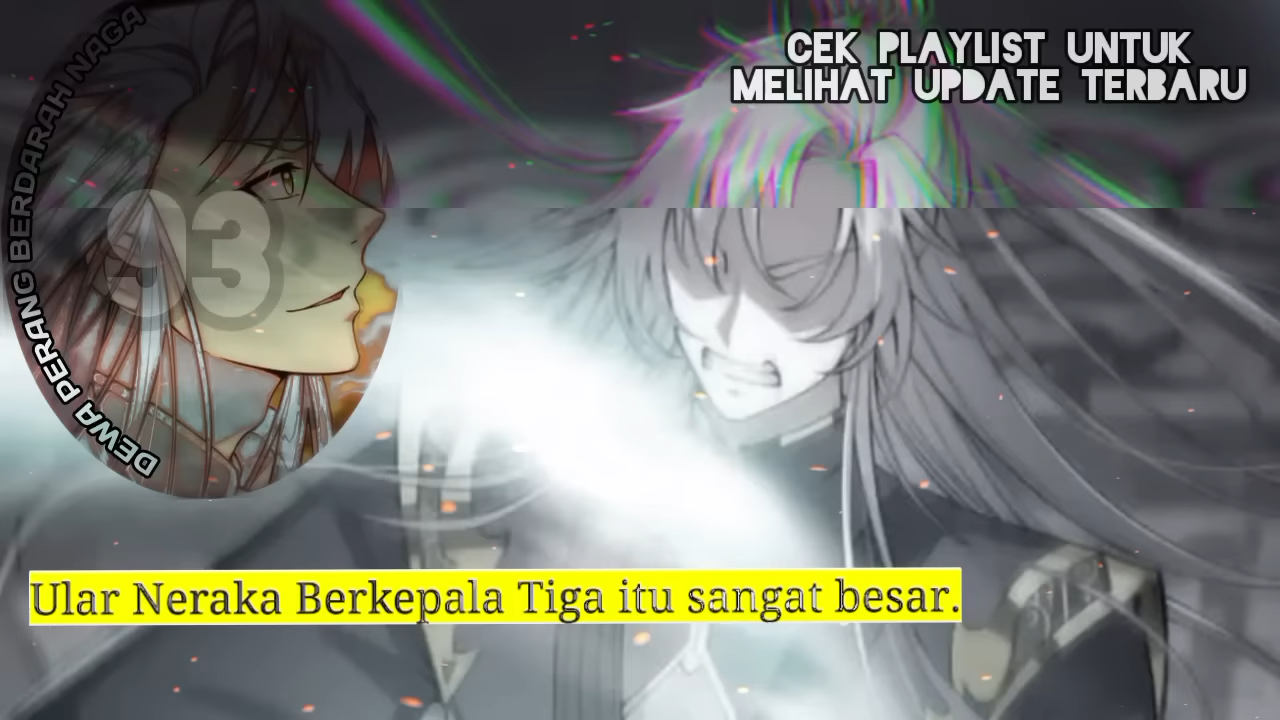 CEK PLAYLIST UNTUK
MELIHAT UPDATE TERBARU
DEWA PERANG BERDARAH NAGA
93
Ular Neraka Berkepala Tiga itu sangat besar.